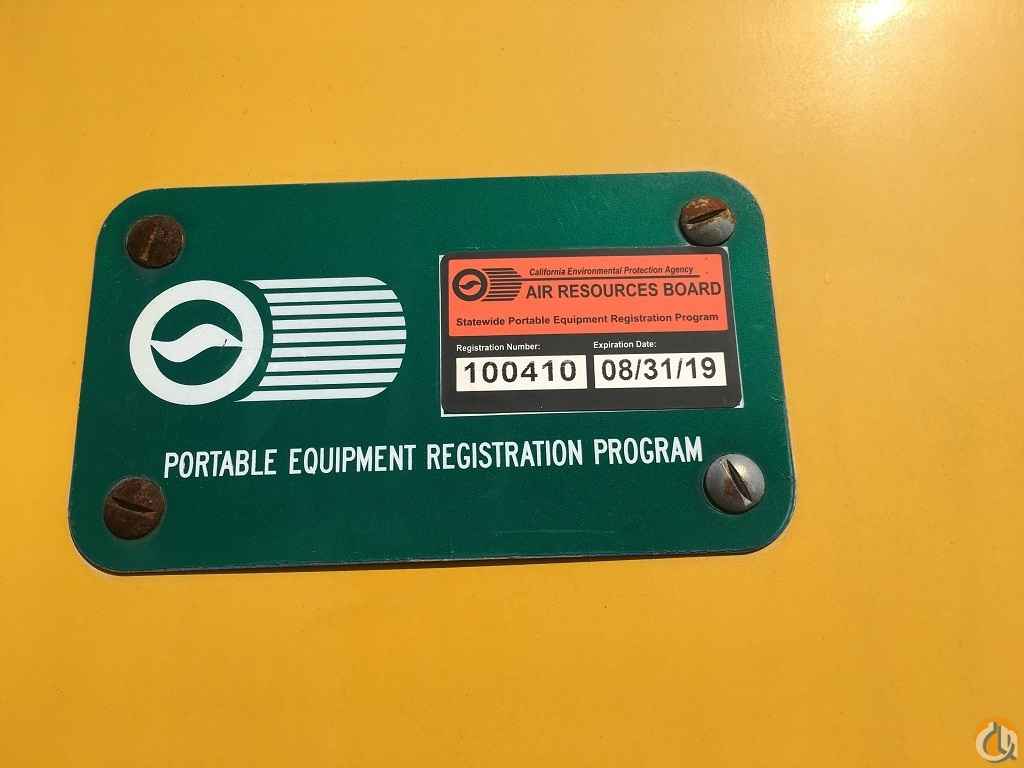 California Environmental Protection Agency
AIR RESOURCES BOARD
Statewide Portable Equipment Registration Program
Registration Number: Expiration Date:
100410 08/31/19
PORTABLE EQUIPMENT REGISTRATION PROGRAM